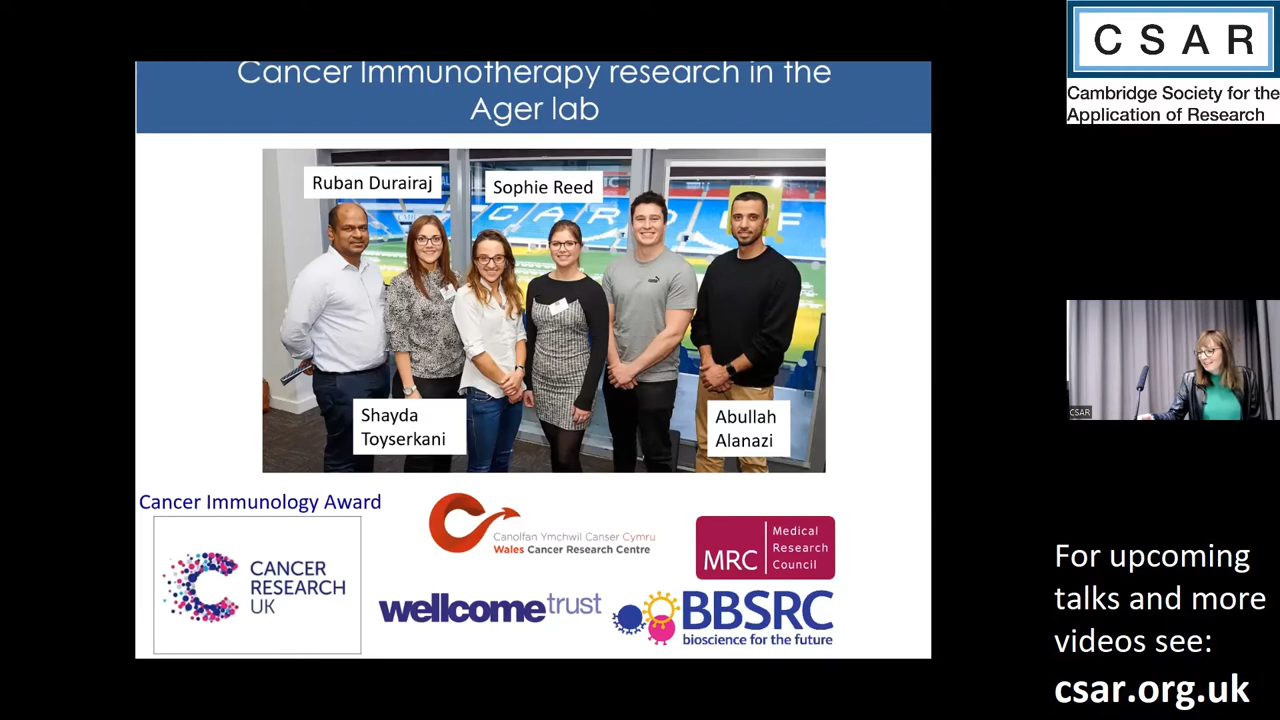 Cancer Immunotherapy research in the
Ager lab
Ruban Durairaj
Sophie Reed
CARDIF
Shayda
Toyserkani
Abullah
Alanazi
Cancer Immunology Award
CANCER
RESEARCH
UK
Canolfan Ymchwil Canser Cymru
Wales Cancer Research Centre
MRC
Medical
Research
Council
wellcometrust
BBSRC
bioscience for the future
CSAR
Cambridge Society for the
Application of Research
CSAR
For upcoming
talks and more
videos see:
csar.org.uk